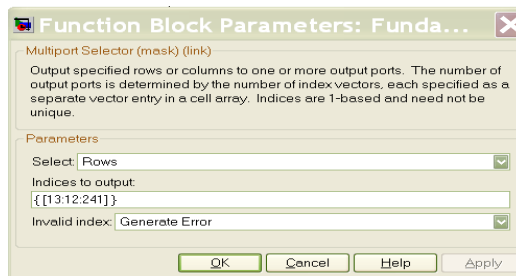 Function Block Parameters: Funda...
Multiport Selector (mask) (link)
Output specified rows or columns to one or more output ports. The number of
output ports is determined by the number of index vectors, each specified as a
separate vector entry in a cell array. Indices are 1-based and need not be
unique.
Parameters
Select: Rows
Indices to output:
{ [13:12:241] }
Invalid index: Generate Error
OK Cancel Help Apply